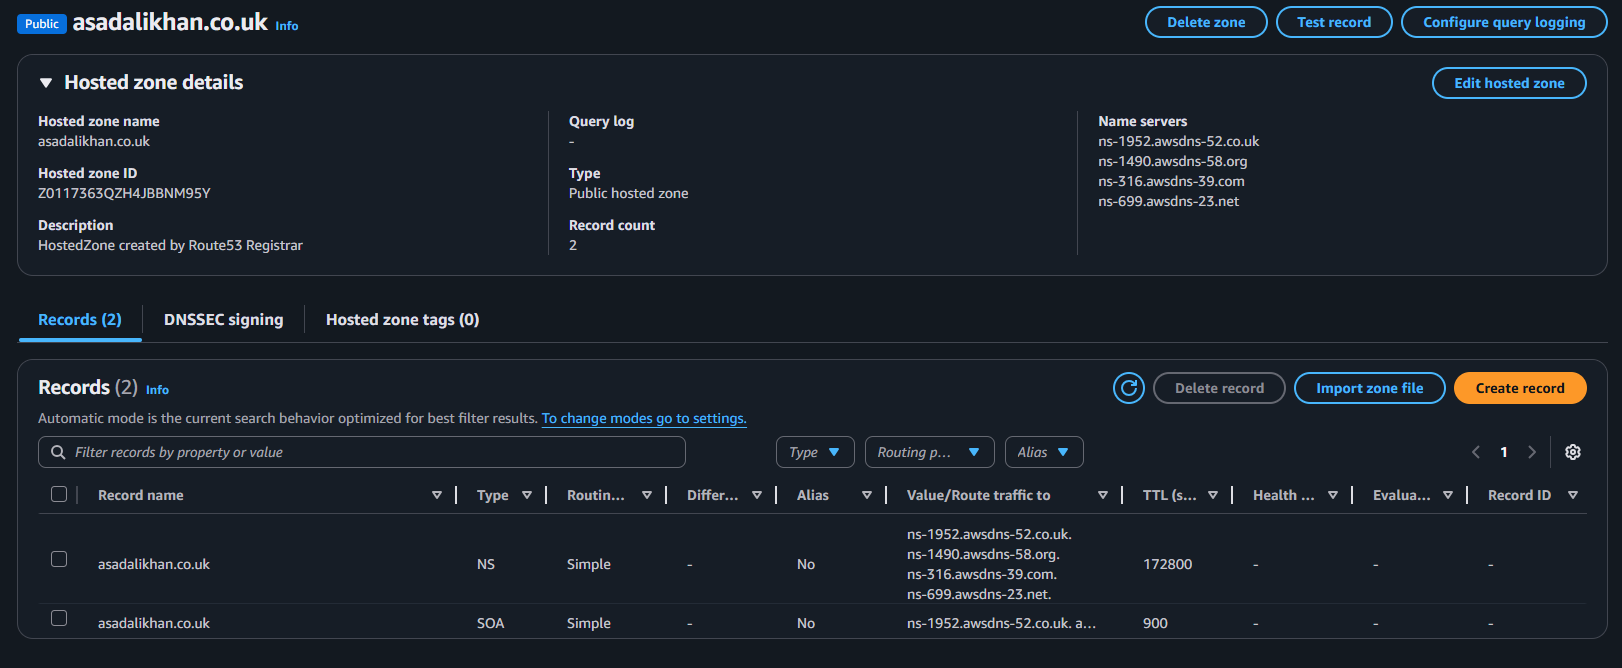 Public asadalikhan.co.uk Info
Delete zone Test record Configure query logging
Hosted zone details
Edit hosted zone
Hosted zone name
asadalikhan.co.uk
Hosted zone ID
Z0117363QZH4JBBNM95Y
Description
HostedZone created by Route53 Registrar
Query log
-
Type
Public hosted zone
Record count
2
Name servers
ns-1952.awsdns-52.co.uk
ns-1490.awsdns-58.org
ns-316.awsdns-39.com
ns-699.awsdns-23.net
Records (2) DNSSEC signing Hosted zone tags (0)
Records (2) Info
Delete record Import zone file Create record
Automatic mode is the current search behavior optimized for best filter results. To change modes go to settings.
Filter records by property or value
Type Routing p... Alias
1
Record name Type Routin... Differ... Alias Value/Route traffic to TTL (s... Health ... Evalua... Record ID
asadalikhan.co.uk NS Simple - No
ns-1952.awsdns-52.co.uk.
ns-1490.awsdns-58.org.
ns-316.awsdns-39.com.
ns-699.awsdns-23.net.
172800 - - -
asadalikhan.co.uk SOA Simple - No ns-1952.awsdns-52.co.uk. a... 900 - - -